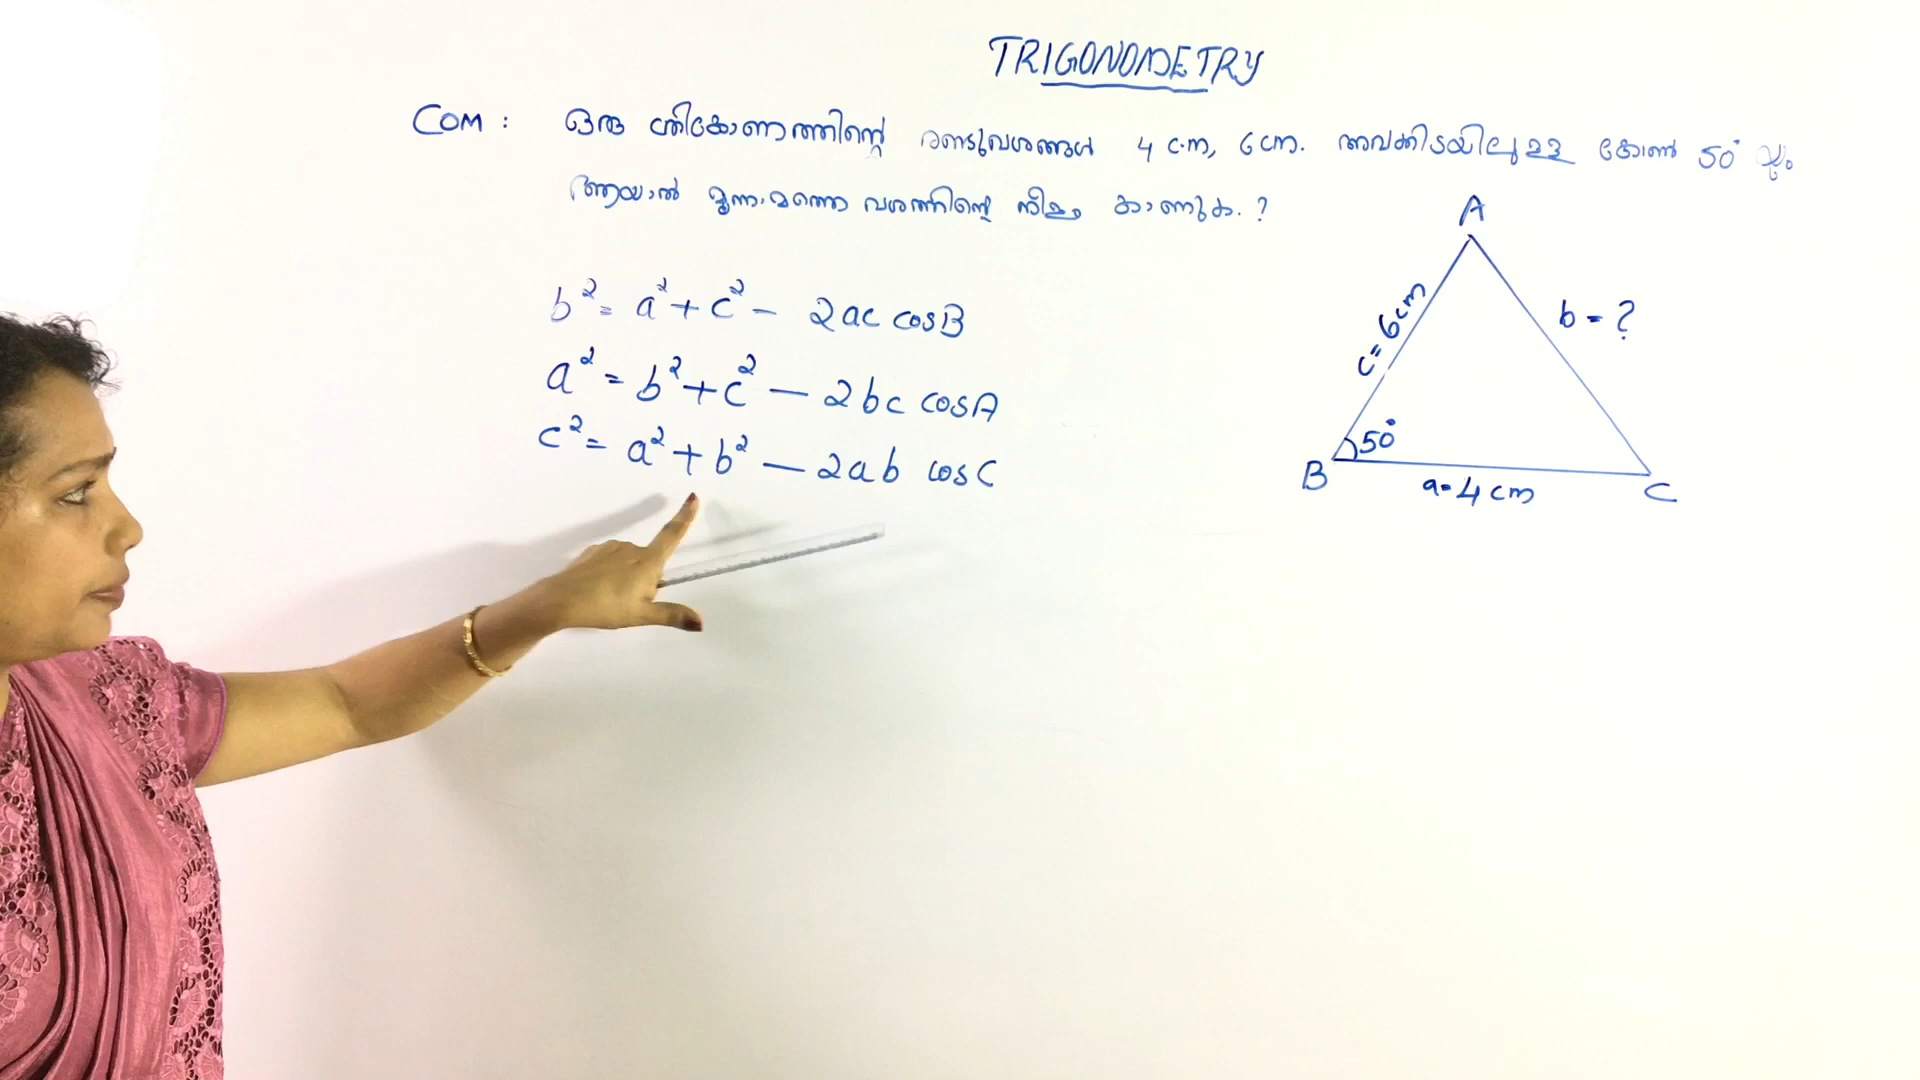 TRIGONOMETRY
COM : ഒരു ത്രികോണത്തിന്റെ രണ്ടുവശങ്ങൾ 4 c.m, 6cm. അവക്കിടയിലുള്ള കോൺ 50° യും
ആയാൽ മൂന്നാമത്തെ വശത്തിന്റെ നീളം കാണുക. ?
b² = a² + c² - 2ac cosB
a² = b² + c² - 2bc cosA
c² = a² + b² - 2ab cosC
A
c = 6cm
b = ?
50°
B
a = 4 cm
C